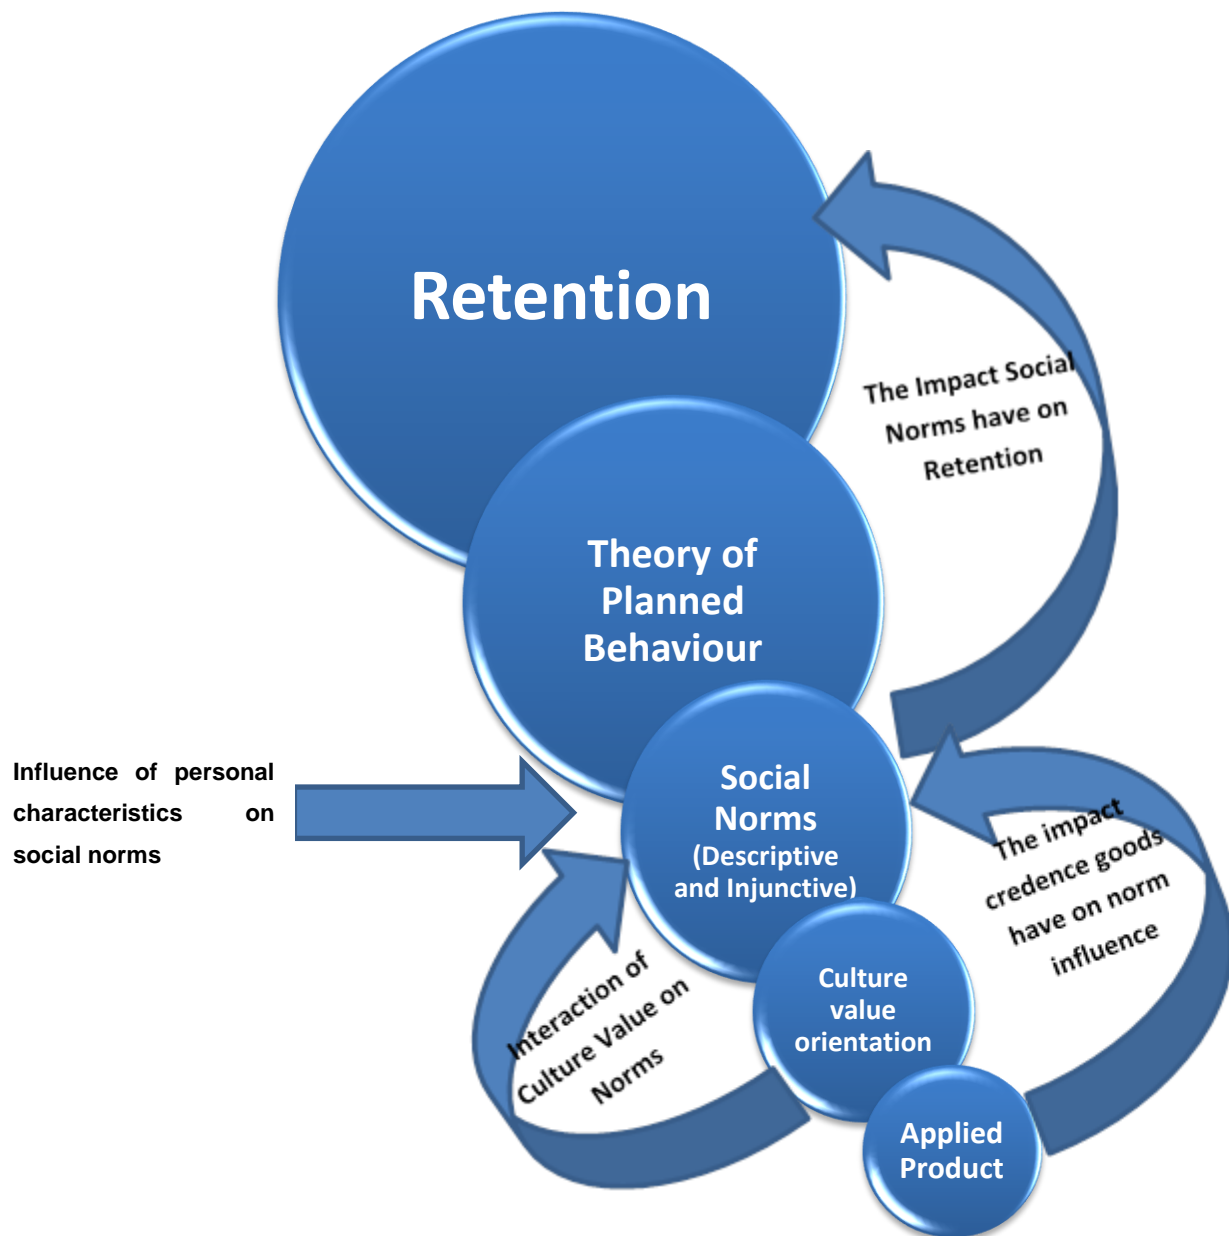 Retention
The Impact Social
Norms have on
Retention
Theory of
Planned
Behaviour
Influence of personal
characteristics on
social norms
Social
Norms
(Descriptive
and Injunctive)
The impact
credence goods
have on norm
influence
Interaction of
Culture Value on
Norms
Culture
value
orientation
Applied
Product